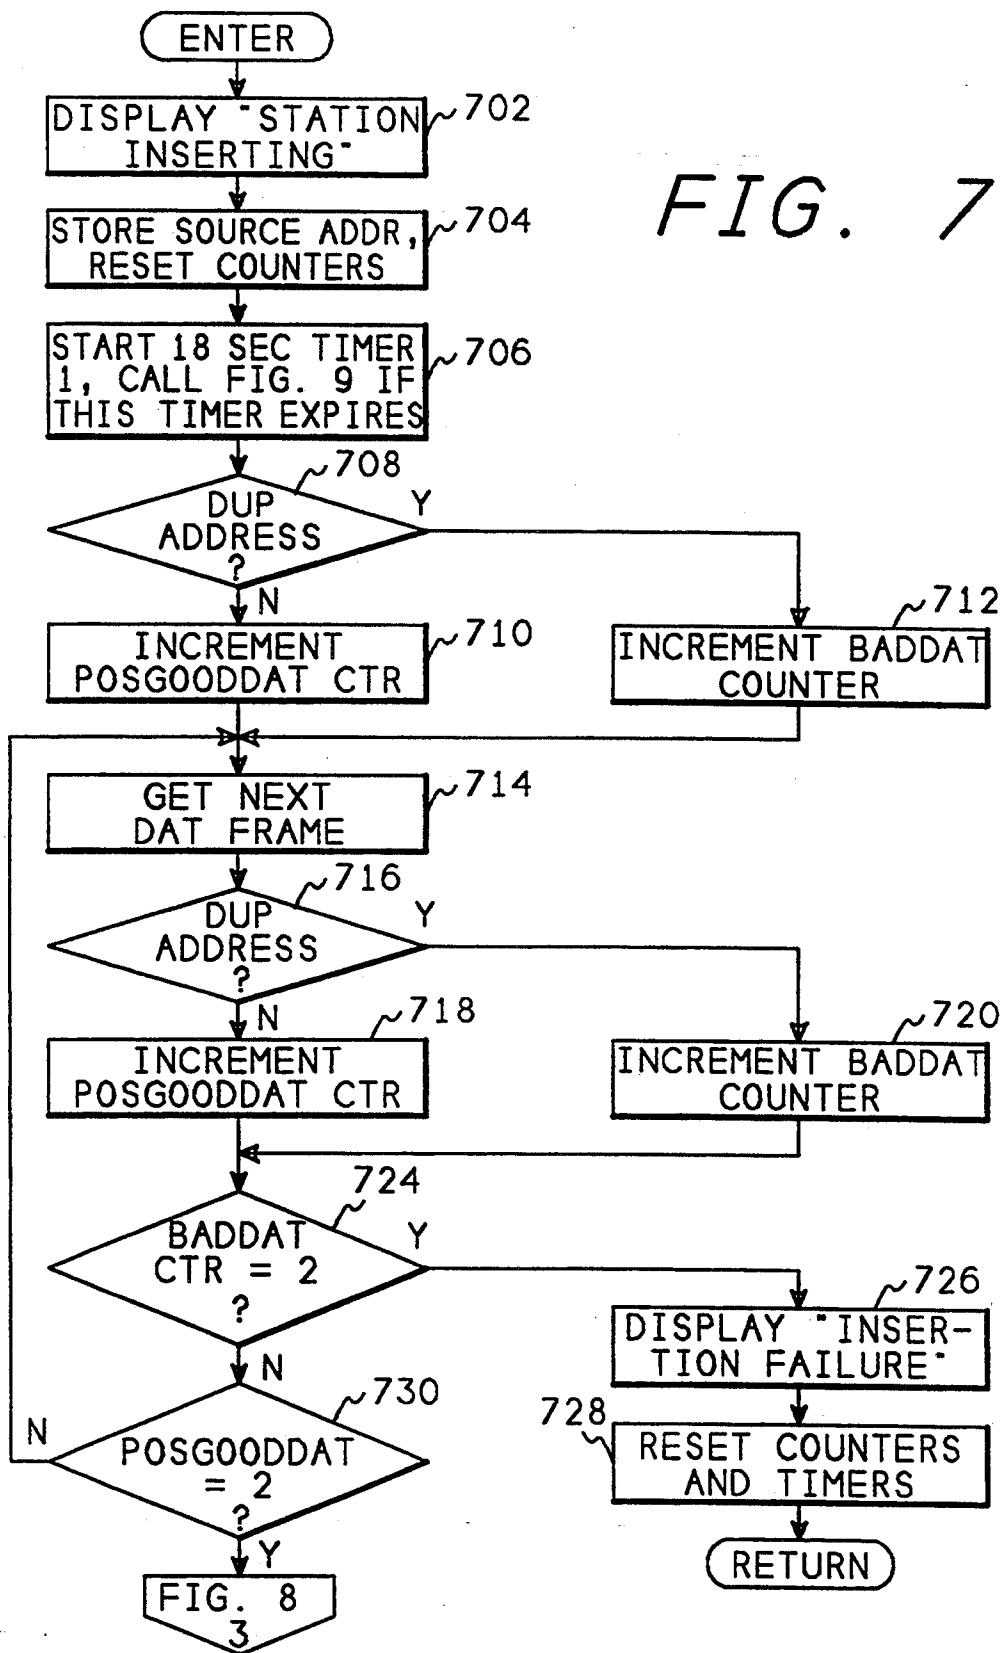 ENTER
702
DISPLAY "STATION
INSERTING"
FIG. 7
704
STORE SOURCE ADDR,
RESET COUNTERS
706
START 18 SEC TIMER
1, CALL FIG. 9 IF
THIS TIMER EXPIRES
708
DUP
ADDRESS
?
Y
N
710
INCREMENT
POSGOODDAT CTR
712
INCREMENT BADDAT
COUNTER
714
GET NEXT
DAT FRAME
716
DUP
ADDRESS
?
Y
N
718
INCREMENT
POSGOODDAT CTR
720
INCREMENT BADDAT
COUNTER
724
BADDAT
CTR = 2
?
Y
N
726
DISPLAY "INSER-
TION FAILURE"
728
RESET COUNTERS
AND TIMERS
RETURN
730
POSGOODDAT
= 2
?
N
Y
FIG. 8
3